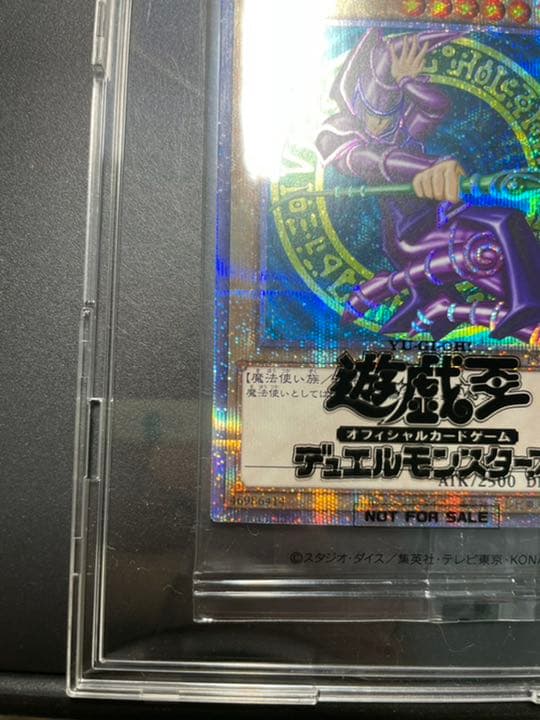 YU-GI-OH
【魔法使い族/
魔法使いとしては
遊戯王
オフィシャルカードゲーム
デュエルモンスターズ
ATK/2500 D
NOT FOR SALE
©スタジオ・ダイス/集英社・テレビ東京・KONA